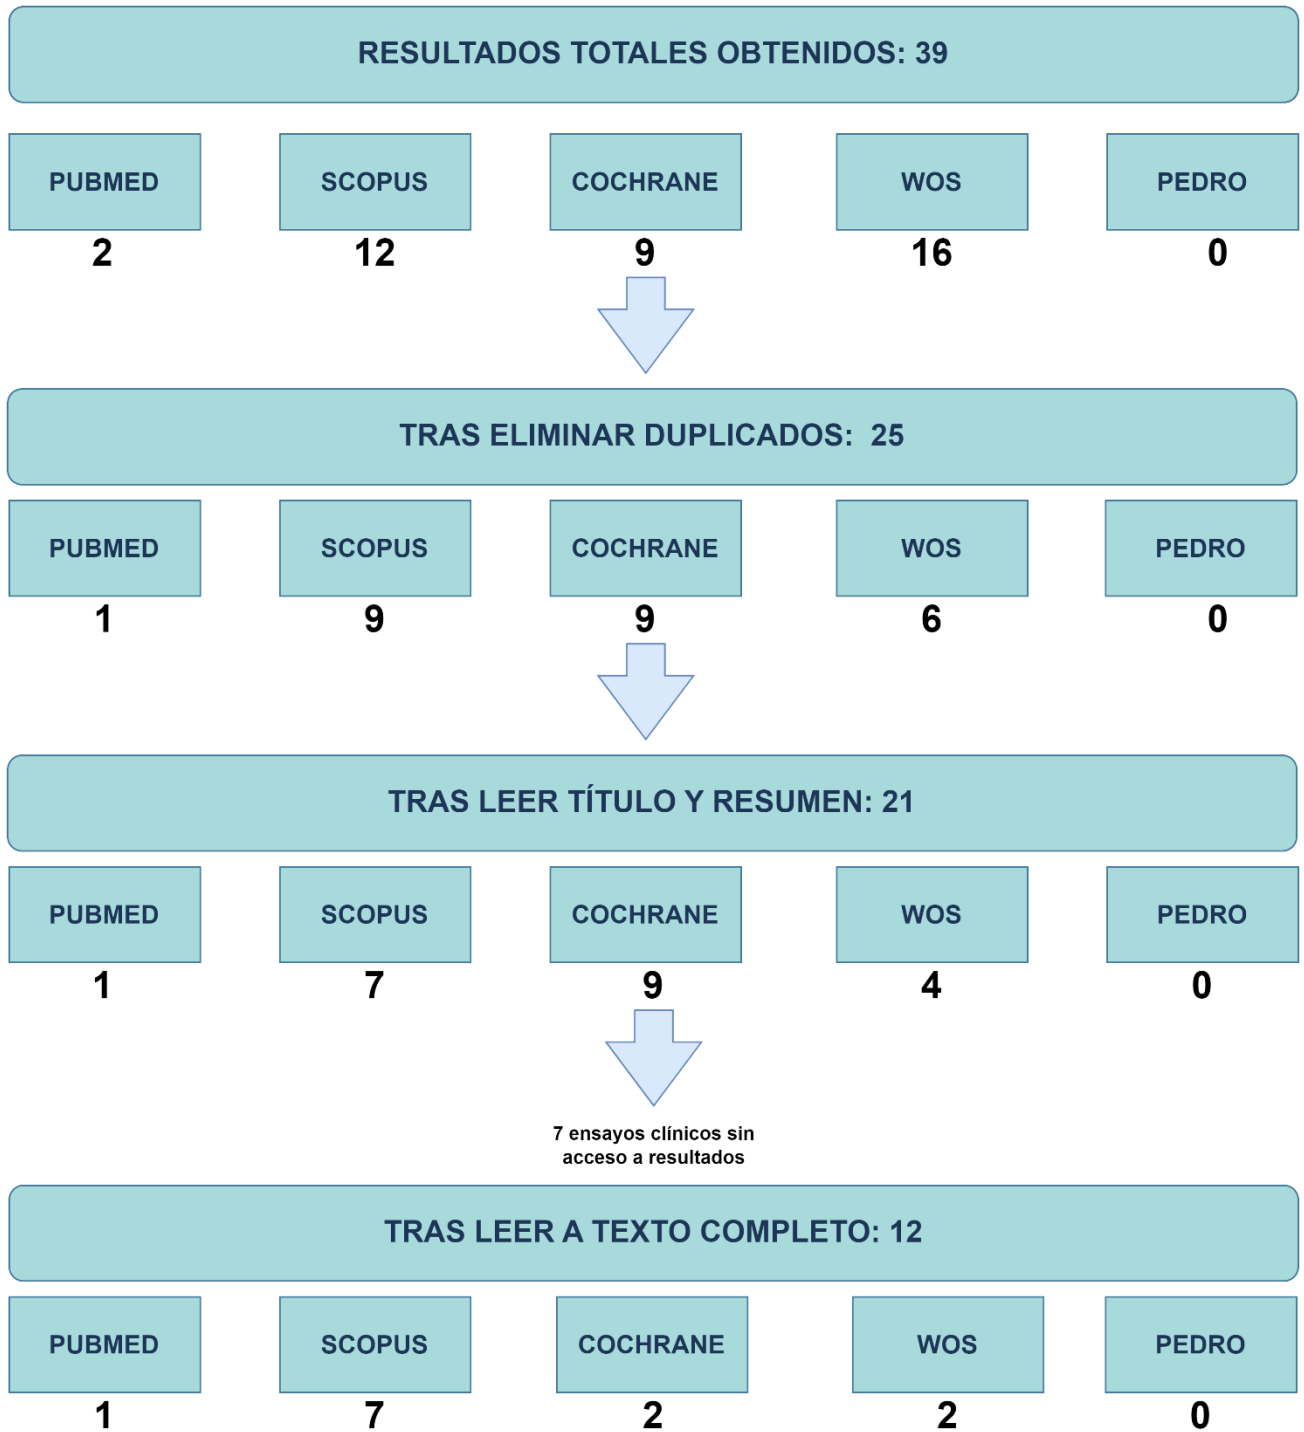 RESULTADOS TOTALES OBTENIDOS: 39
PUBMED SCOPUS COCHRANE WOS PEDRO
2 12 9 16 0
TRAS ELIMINAR DUPLICADOS: 25
PUBMED SCOPUS COCHRANE WOS PEDRO
1 9 9 6 0
TRAS LEER TÍTULO Y RESUMEN: 21
PUBMED SCOPUS COCHRANE WOS PEDRO
1 7 9 4 0
7 ensayos clínicos sin
acceso a resultados
TRAS LEER A TEXTO COMPLETO: 12
PUBMED SCOPUS COCHRANE WOS PEDRO
1 7 2 2 0